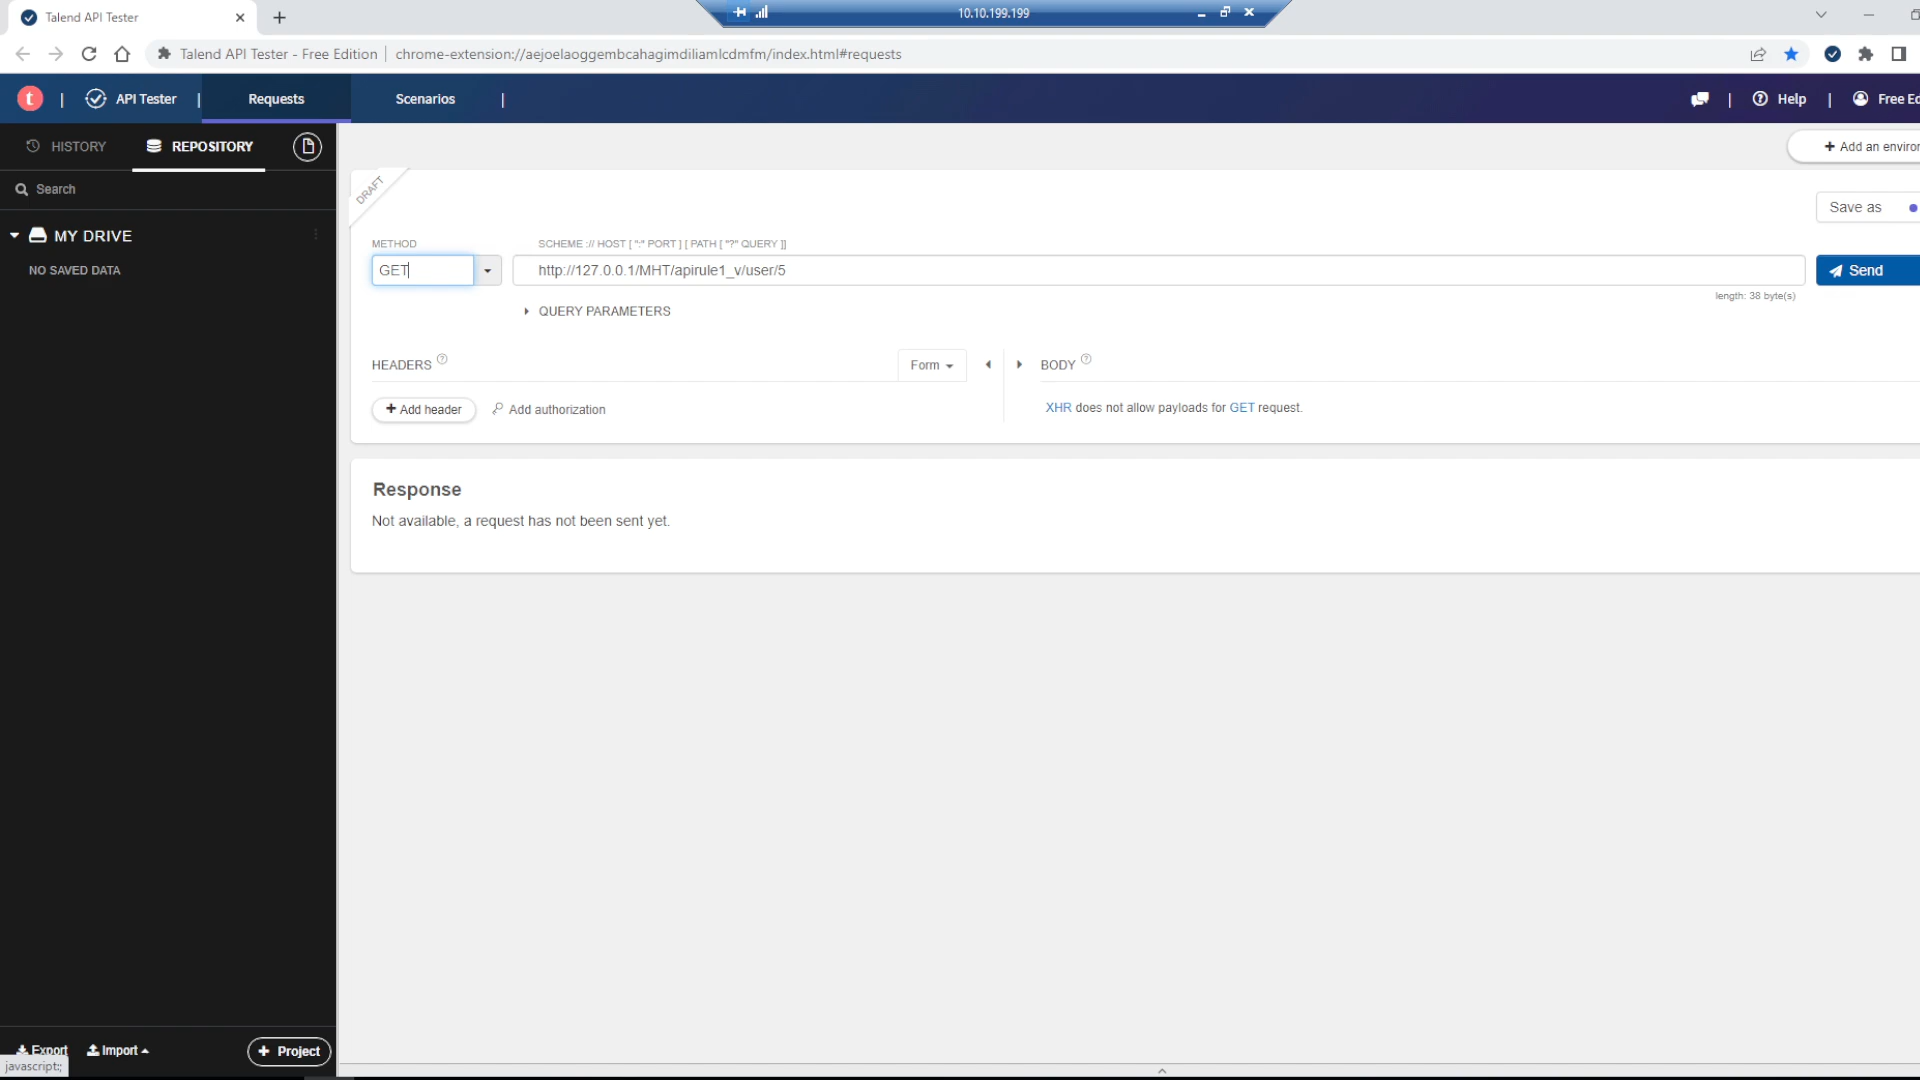 Talend API Tester
10.10.199.199
Talend API Tester - Free Edition | chrome-extension://aejoelaoggembcahagimdiliamlcdmfm/index.html#requests
t | API Tester | Requests Scenarios | | Help | Free Ed
HISTORY REPOSITORY
+ Add an enviror
Search
DRAFT
Save as
MY DRIVE
METHOD SCHEME :// HOST [ ":" PORT ] [ PATH [ "?" QUERY ]]
NO SAVED DATA
GET http://127.0.0.1/MHT/apirule1_v/user/5 Send
length: 38 byte(s)
QUERY PARAMETERS
HEADERS ? Form BODY ?
+ Add header Add authorization XHR does not allow payloads for GET request.
Response
Not available, a request has not been sent yet.
Export Import + Project
javascript:;